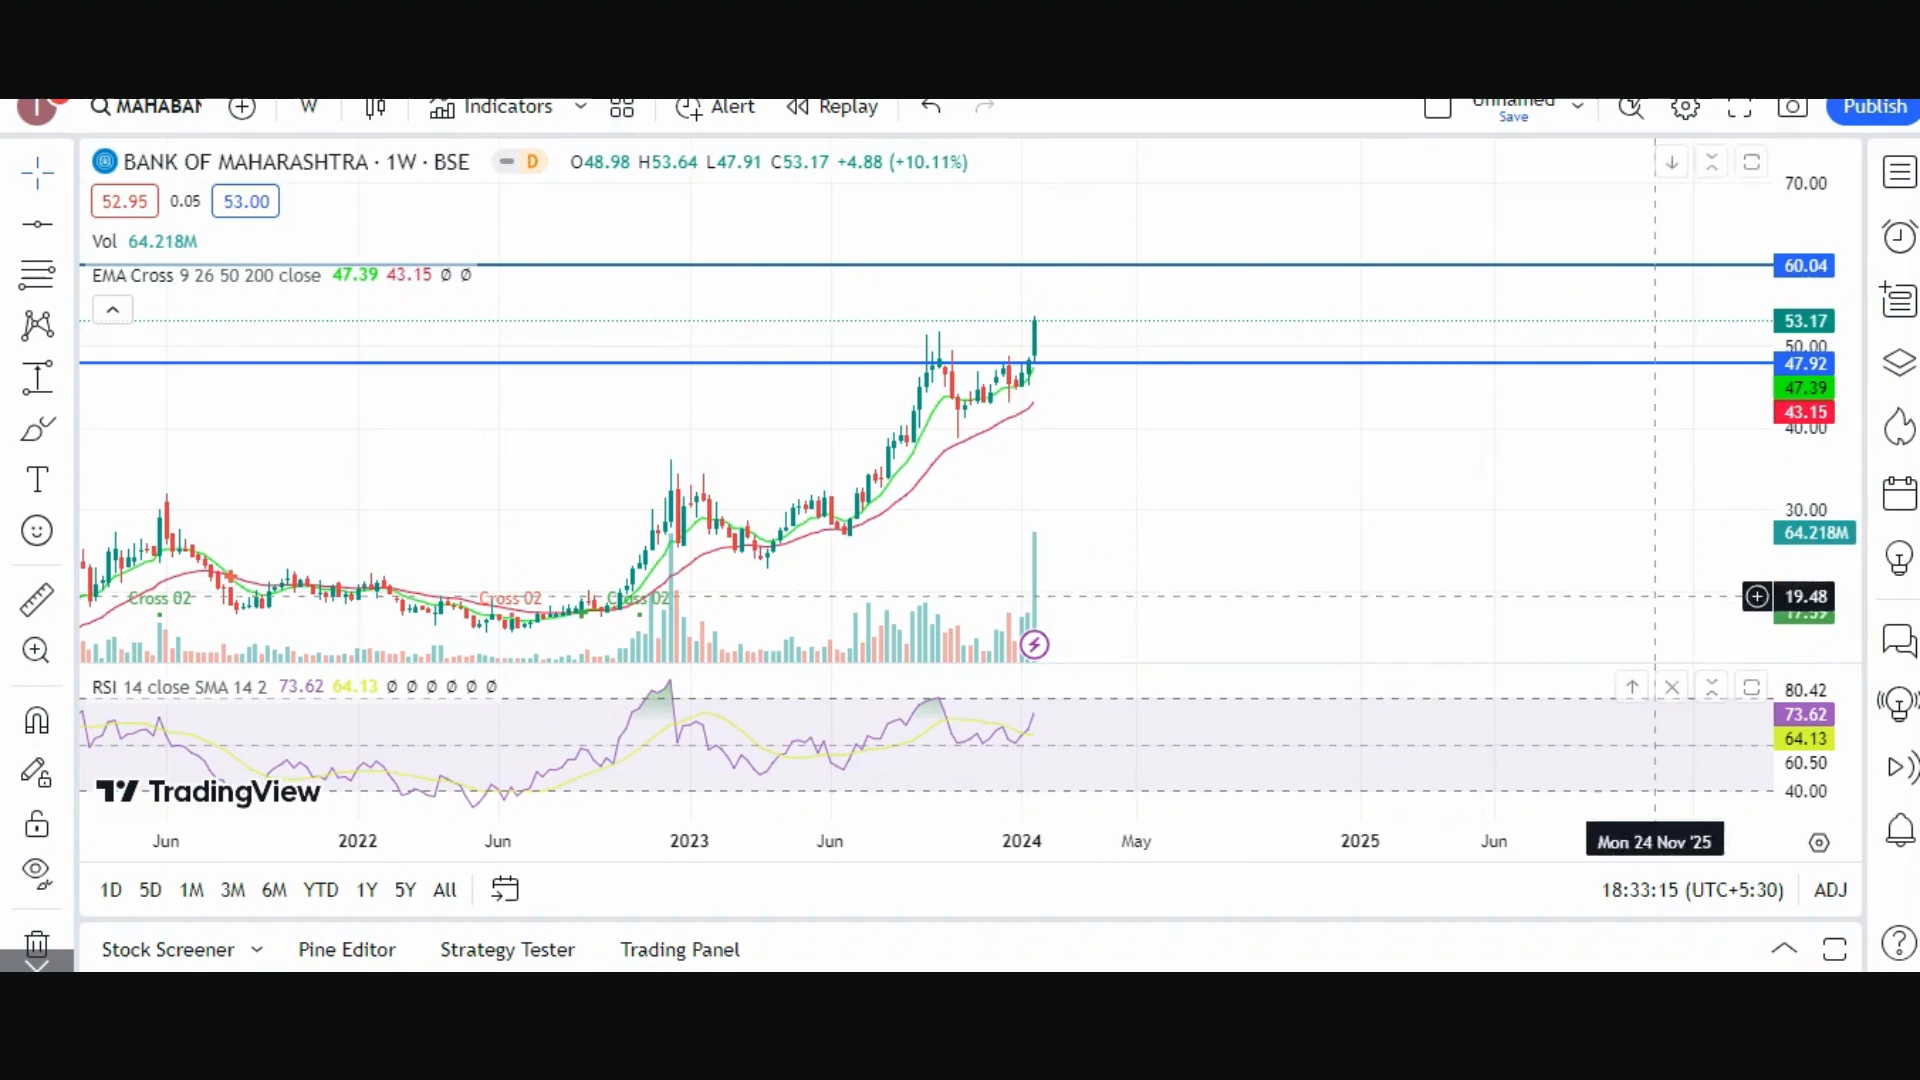 T MAHABAN W Indicators Alert Replay Unnamed Save Publish
BANK OF MAHARASHTRA · 1W · BSE D O48.98 H53.64 L47.91 C53.17 +4.88 (+10.11%)
52.95 0.05 53.00
Vol 64.218M
EMA Cross 9 26 50 200 close 47.39 43.15 Ø Ø
70.00
60.04
53.17
50.00
47.92
47.39
43.15
40.00
30.00
64.218M
19.48
17.59
Cross 02 Cross 02 Cross 02
RSI 14 close SMA 14 2 73.62 64.13 Ø Ø Ø Ø Ø Ø
80.42
73.62
64.13
60.50
40.00
TradingView
Jun 2022 Jun 2023 Jun 2024 May 2025 Jun Mon 24 Nov '25
1D 5D 1M 3M 6M YTD 1Y 5Y All 18:33:15 (UTC+5:30) ADJ
Stock Screener Pine Editor Strategy Tester Trading Panel